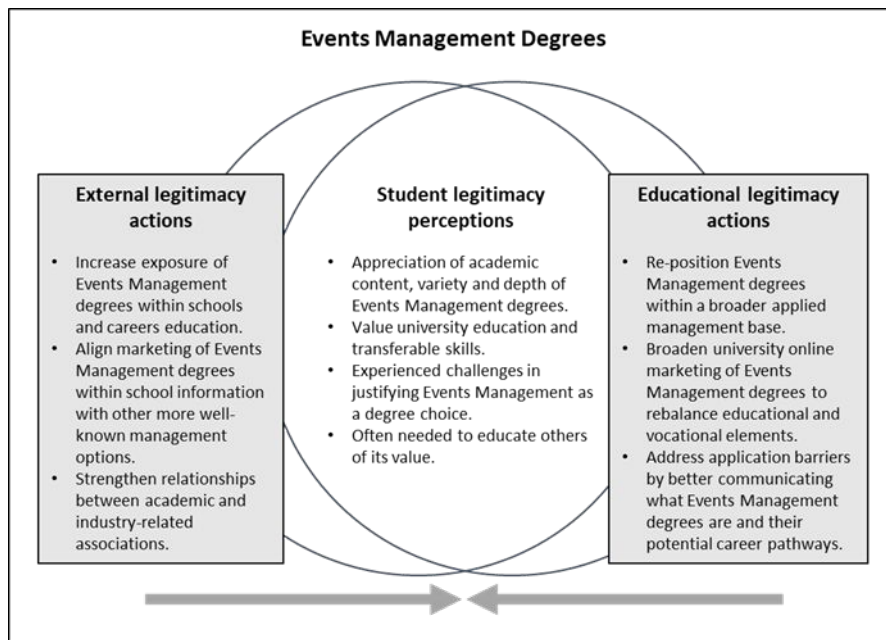 Events Management Degrees
External legitimacy
actions
• Increase exposure of
Events Management
degrees within schools
and careers education.
• Align marketing of Events
Management degrees
within school information
with other more well-
known management
options.
• Strengthen relationships
between academic and
industry-related
associations.
Student legitimacy
perceptions
• Appreciation of academic
content, variety and depth of
Events Management degrees.
• Value university education and
transferable skills.
• Experienced challenges in
justifying Events Management as
a degree choice.
• Often needed to educate others
of its value.
Educational legitimacy
actions
• Re-position Events
Management degrees
within a broader applied
management base.
• Broaden university online
marketing of Events
Management degrees to
rebalance educational and
vocational elements.
• Address application barriers
by better communicating
what Events Management
degrees are and their
potential career pathways.